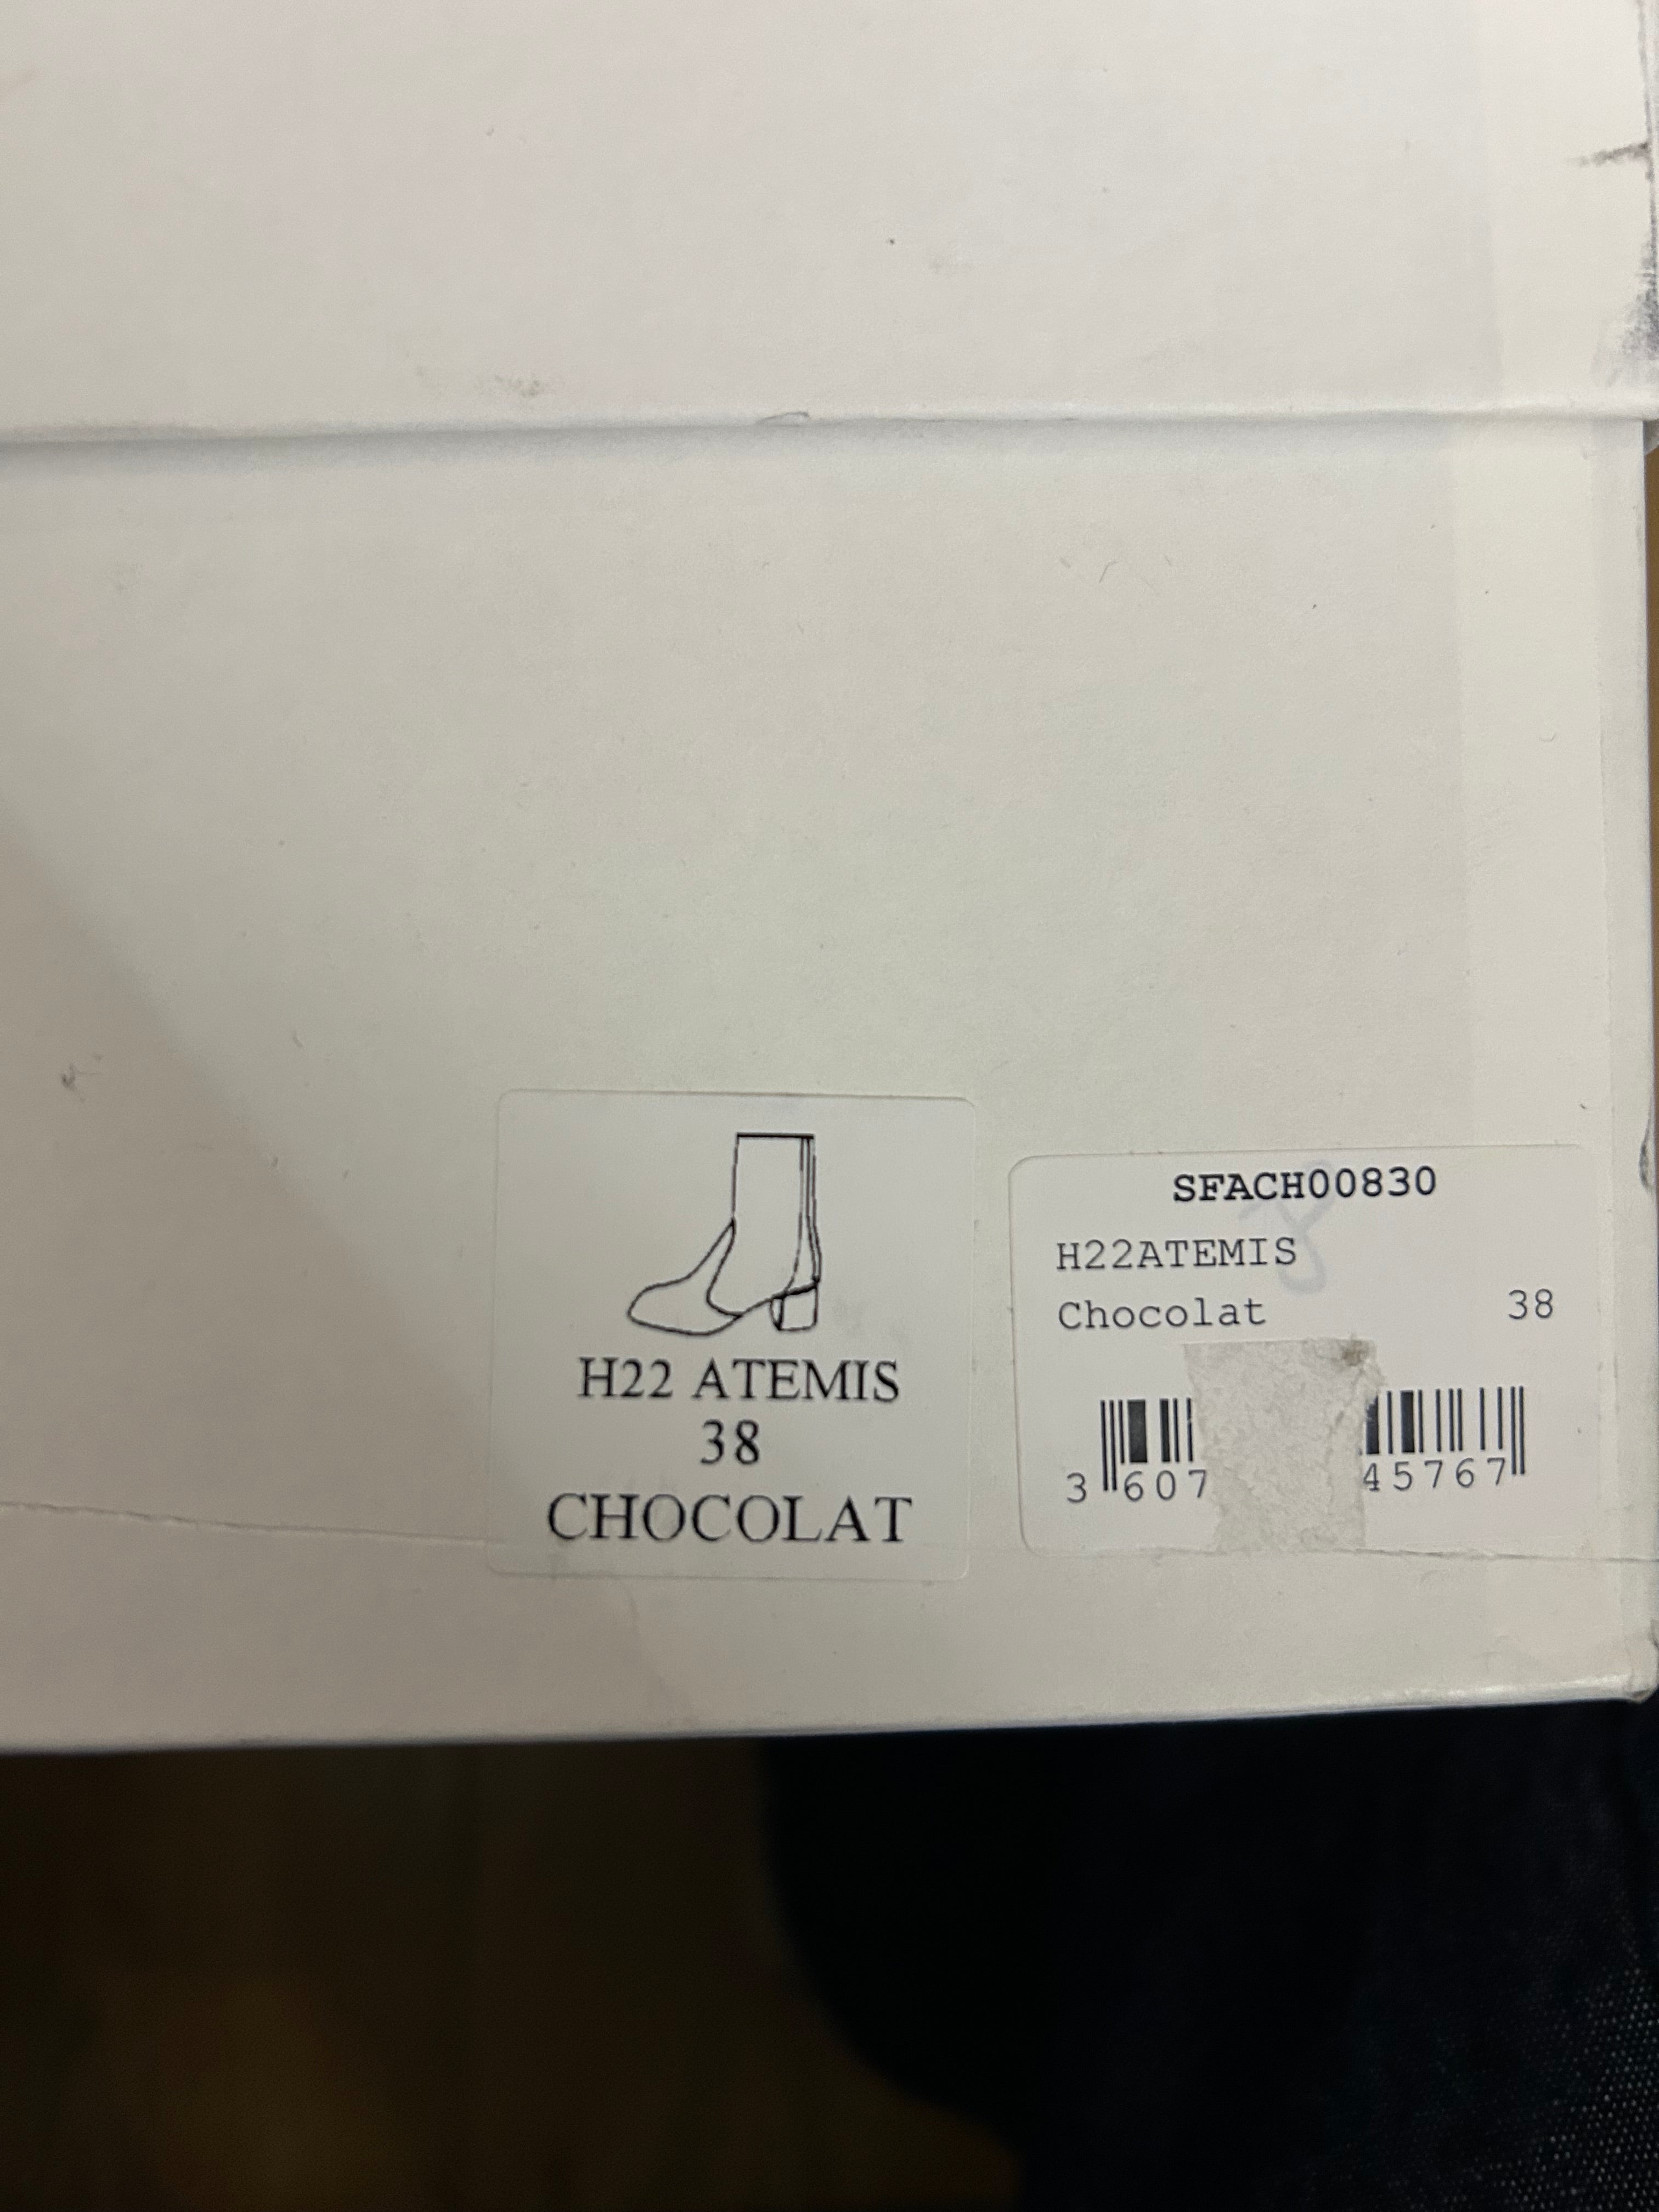 H22 ATEMIS
38
CHOCOLAT
SFACH00830
H22ATEMIS
Chocolat 38
3 607 45767